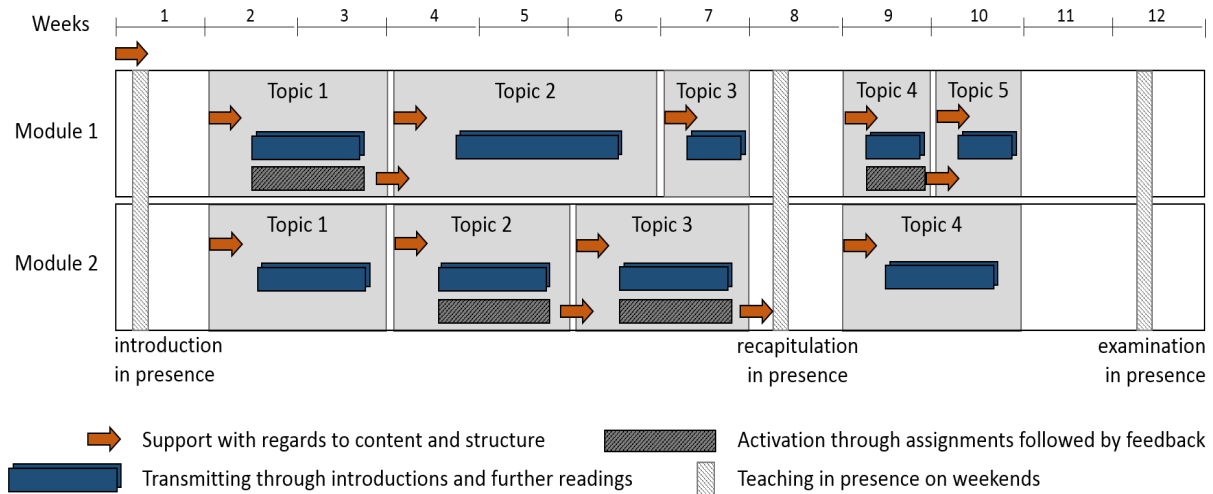 Weeks 1 2 3 4 5 6 7 8 9 10 11 12
Module 1
Topic 1 Topic 2 Topic 3 Topic 4 Topic 5
Module 2
Topic 1 Topic 2 Topic 3 Topic 4
introduction
in presence
recapitulation
in presence
examination
in presence
Support with regards to content and structure
Transmitting through introductions and further readings
Activation through assignments followed by feedback
Teaching in presence on weekends